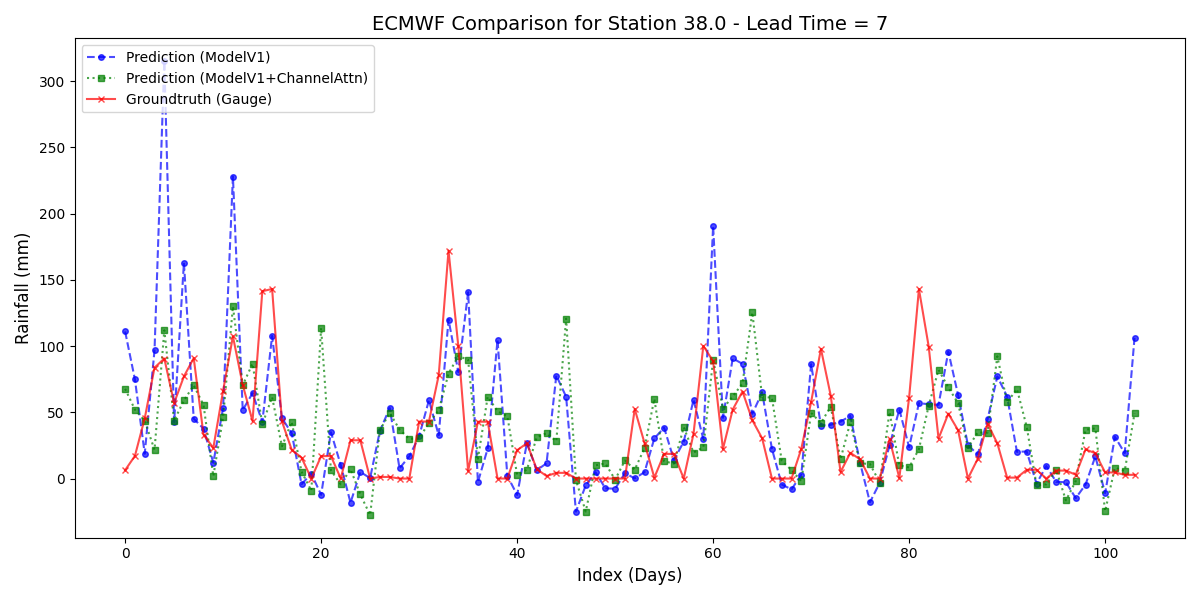 ECMWF Comparison for Station 38.0 - Lead Time = 7
Prediction (ModelV1)
Prediction (ModelV1+ChannelAttn)
Groundtruth (Gauge)
300
250
200
150
100
50
0
Rainfall (mm)
0 20 40 60 80 100
Index (Days)